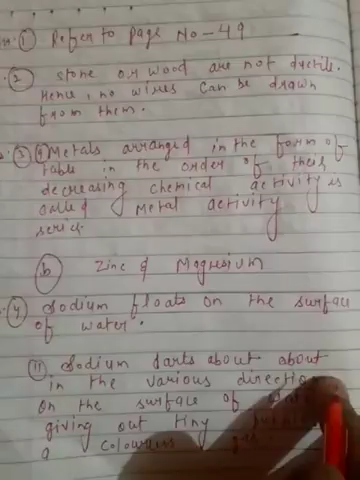 ① Refer to Page No - 49
② stone or wood are not ductile.
Hence, no wires can be drawn
from them.
③ ⓐ Metals arranged in the form of
table in the order of their
decreasing chemical activity is
called metal activity
series.
ⓑ Zinc & Magnesium
④ Sodium floats on the surface
of water.
ⓘⓘ Sodium darts about about
in the various direction
on the surface of
giving out tiny
a colourless